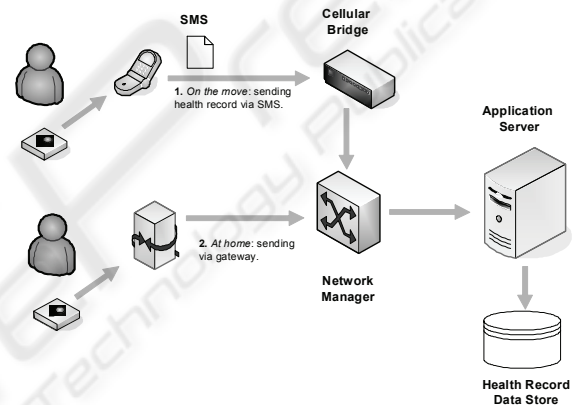 SMS
Cellular
Bridge
1. On the move: sending
health record via SMS.
Application
Server
2. At home: sending
via gateway.
Network
Manager
Health Record
Data Store